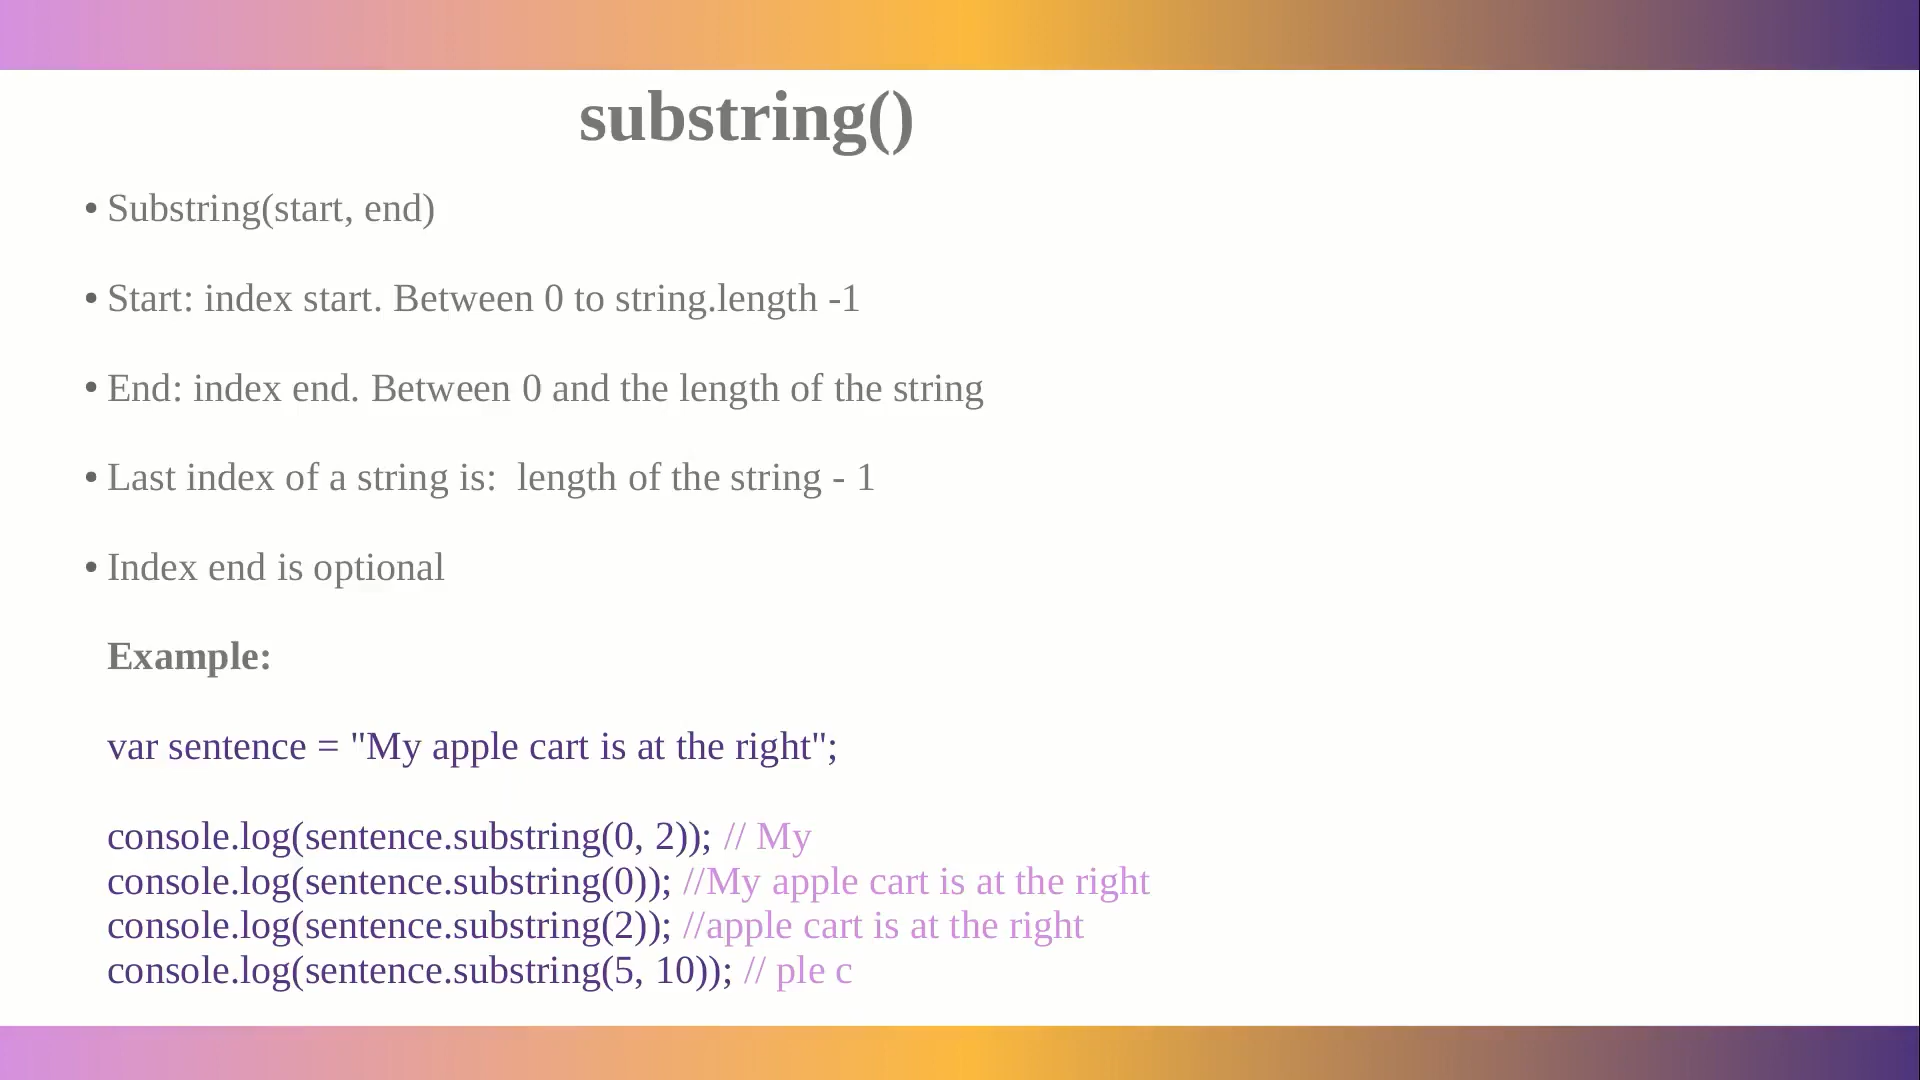 substring()
• Substring(start, end)
• Start: index start. Between 0 to string.length -1
• End: index end. Between 0 and the length of the string
• Last index of a string is:  length of the string - 1
• Index end is optional
Example:
var sentence = "My apple cart is at the right";
console.log(sentence.substring(0, 2)); // My
console.log(sentence.substring(0)); //My apple cart is at the right
console.log(sentence.substring(2)); //apple cart is at the right
console.log(sentence.substring(5, 10)); // ple c